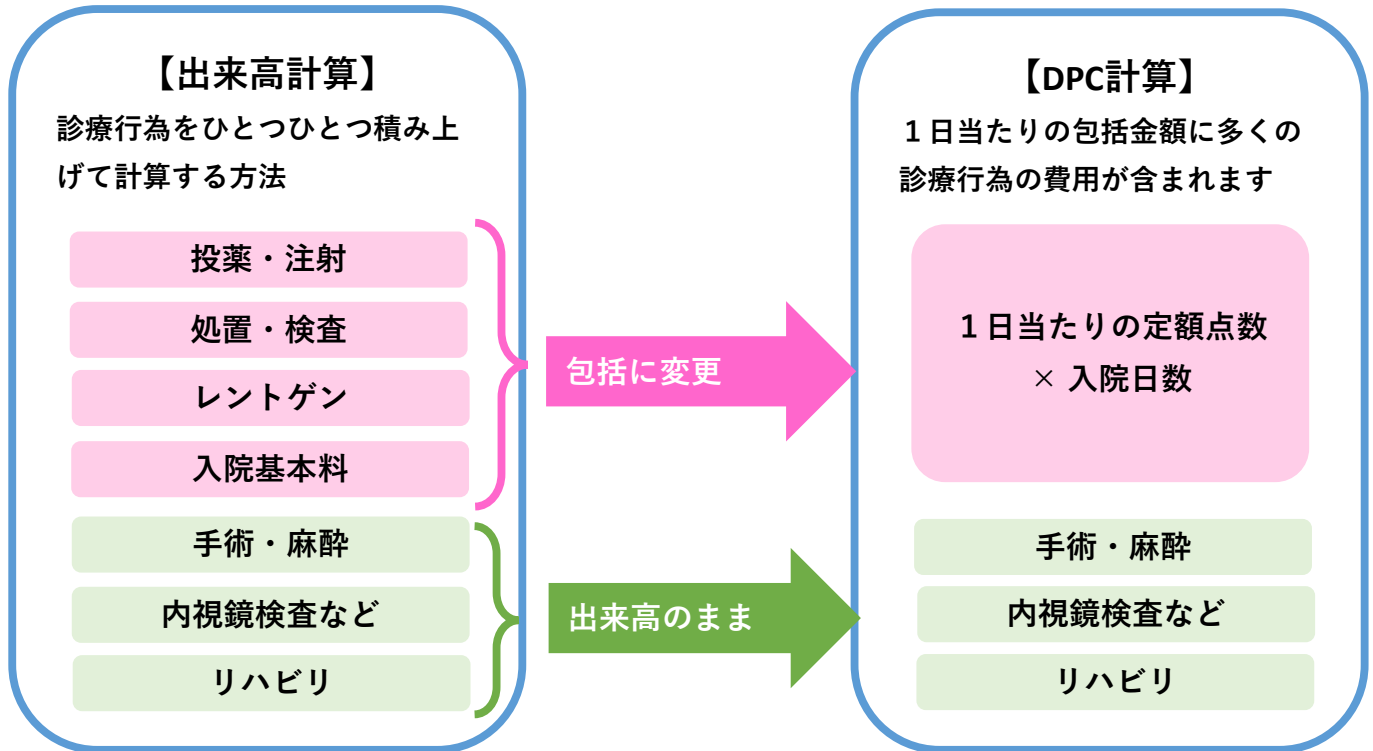 【出来高計算】
診療行為をひとつひとつ積み上
げて計算する方法
投薬・注射
処置・検査
レントゲン
入院基本料
手術・麻酔
内視鏡検査など
リハビリ
包括に変更
出来高のまま
【DPC計算】
１日当たりの包括金額に多くの
診療行為の費用が含まれます
１日当たりの定額点数
× 入院日数
手術・麻酔
内視鏡検査など
リハビリ